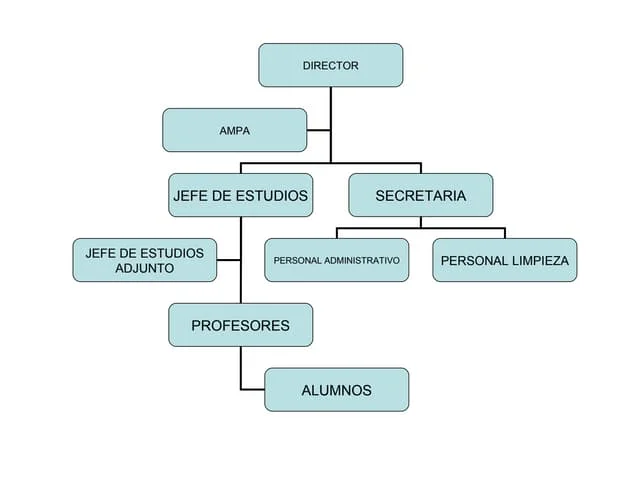 DIRECTOR
AMPA
JEFE DE ESTUDIOS
SECRETARIA
JEFE DE ESTUDIOS
ADJUNTO
PERSONAL ADMINISTRATIVO
PERSONAL LIMPIEZA
PROFESORES
ALUMNOS